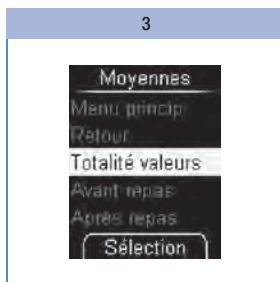 3
Moyennes
Menu princip
Retour
Totalité valeurs
Avant repas
Après repas
Sélection